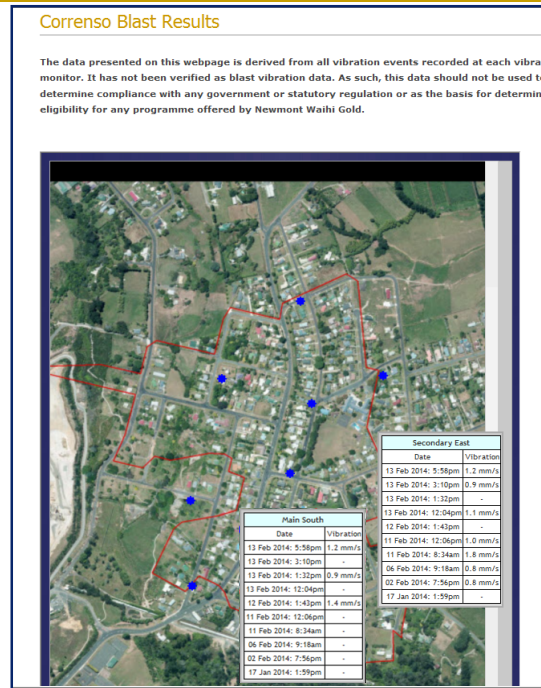 Correnso Blast Results
The data presented on this webpage is derived from all vibration events recorded at each
monitor. It has not been verified as blast vibration data. As such, this data should not be used
determine compliance with any government or statutory regulation or as the basis for
eligibility for any programme offered by Newmont Waihi Gold.
Secondary East
Date Vibration
13 Feb 2014: 5:58pm 1.2 mm/s
13 Feb 2014: 3:10pm 0.9 mm/s
13 Feb 2014: 1:32pm -
13 Feb 2014: 12:04pm 1.1 mm/s
12 Feb 2014: 1:43pm -
11 Feb 2014: 12:06pm 1.0 mm/s
11 Feb 2014: 8:34am 1.8 mm/s
06 Feb 2014: 9:18am 0.8 mm/s
02 Feb 2014: 7:56pm 0.8 mm/s
17 Jan 2014: 1:59pm -
Main South
Date Vibration
13 Feb 2014: 5:58pm 1.2 mm/s
13 Feb 2014: 3:10pm -
13 Feb 2014: 1:32pm 0.9 mm/s
13 Feb 2014: 12:04pm -
12 Feb 2014: 1:43pm 1.4 mm/s
11 Feb 2014: 12:06pm -
11 Feb 2014: 8:34am -
06 Feb 2014: 9:18am -
02 Feb 2014: 7:56pm -
17 Jan 2014: 1:59pm -